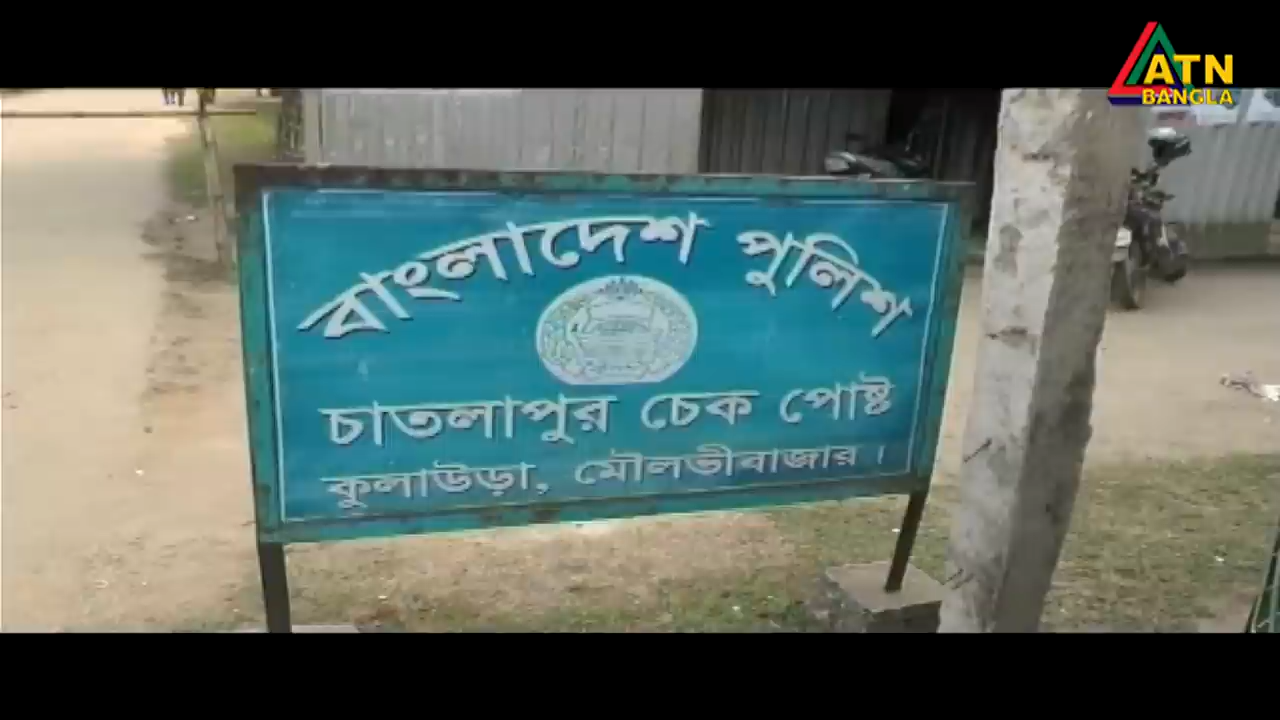 ATN
BANGLA
বাংলাদেশ পুলিশ
চাতলাপুর চেক পোষ্ট
কুলাউড়া, মৌলভীবাজার।